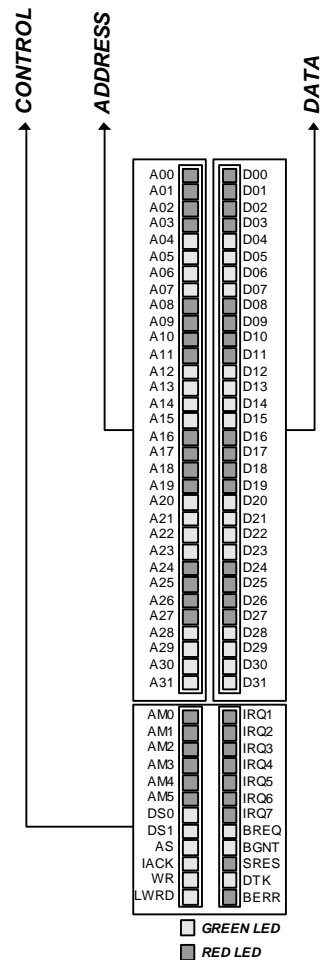 CONTROL
ADDRESS
DATA
A00 D00
A01 D01
A02 D02
A03 D03
A04 D04
A05 D05
A06 D06
A07 D07
A08 D08
A09 D09
A10 D10
A11 D11
A12 D12
A13 D13
A14 D14
A15 D15
A16 D16
A17 D17
A18 D18
A19 D19
A20 D20
A21 D21
A22 D22
A23 D23
A24 D24
A25 D25
A26 D26
A27 D27
A28 D28
A29 D29
A30 D30
A31 D31
AM0 IRQ1
AM1 IRQ2
AM2 IRQ3
AM3 IRQ4
AM4 IRQ5
AM5 IRQ6
DS0 IRQ7
DS1 BREQ
AS BGNT
IACK SRES
WR DTK
LWRD BERR
GREEN LED
RED LED